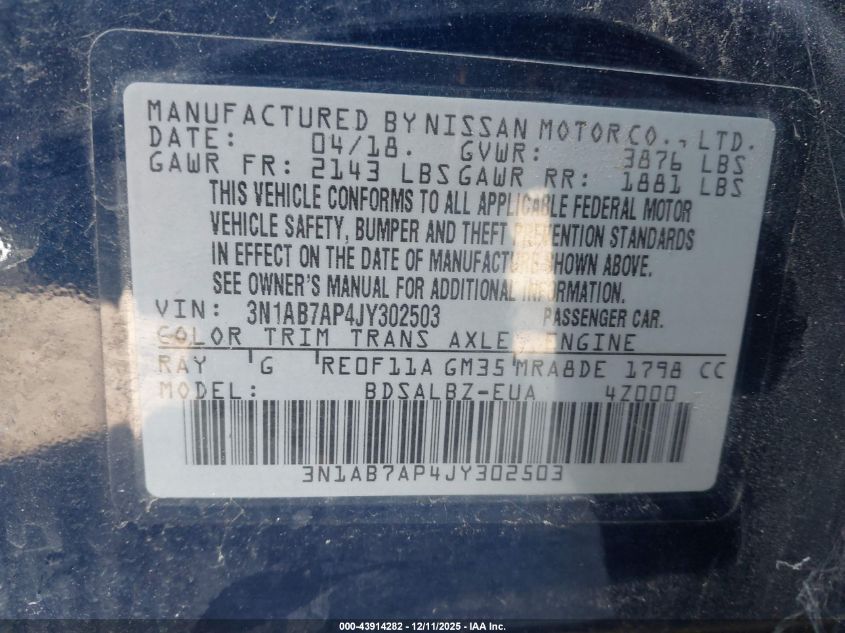 MANUFACTURED BY NISSAN MOTOR CO., LTD.
DATE: 04/18. GVWR: 3876 LBS
GAWR FR: 2143 LBS GAWR RR: 1881 LBS
THIS VEHICLE CONFORMS TO ALL APPLICABLE FEDERAL MOTOR
VEHICLE SAFETY, BUMPER AND THEFT PREVENTION STANDARDS
IN EFFECT ON THE DATE OF MANUFACTURE SHOWN ABOVE.
SEE OWNER'S MANUAL FOR ADDITIONAL INFORMATION.
VIN: 3N1AB7AP4JY302503 PASSENGER CAR.
COLOR TRIM TRANS AXLE ENGINE
RAY G RE0F11A GM35 MRA8DE 1798 CC
MODEL: BDSALBZ-EUA 4Z000
3N1AB7AP4JY302503
000-43914282 - 12/11/2025 - IAA Inc.